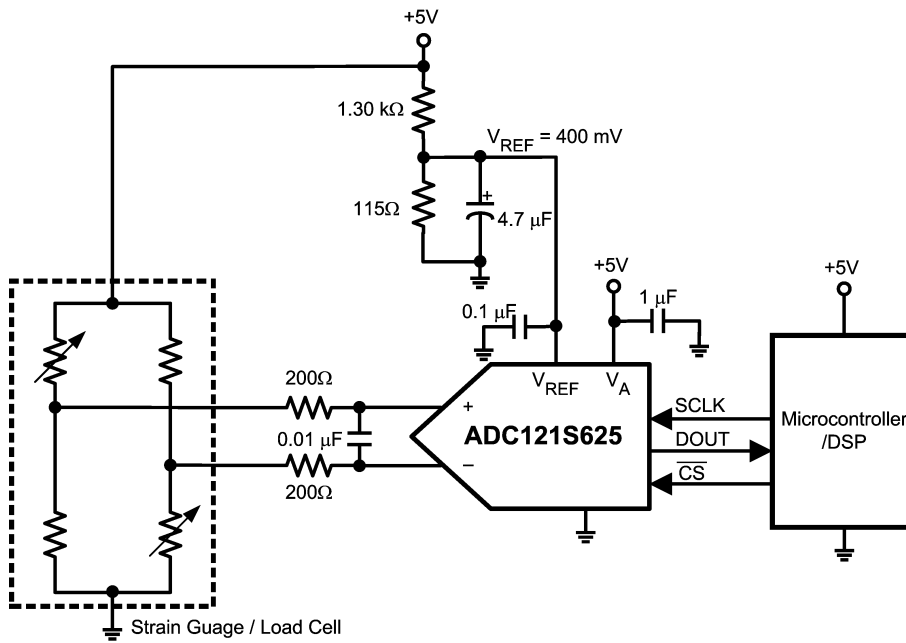 +5V
1.30 kΩ
V_REF = 400 mV
115Ω
+
4.7 μF
+5V
+5V
0.1 μF
1 μF
200Ω
V_REF
V_A
+
SCLK
0.01 μF
ADC121S625
DOUT
Microcontroller
/DSP
−
C̅S̅
200Ω
Strain Guage / Load Cell